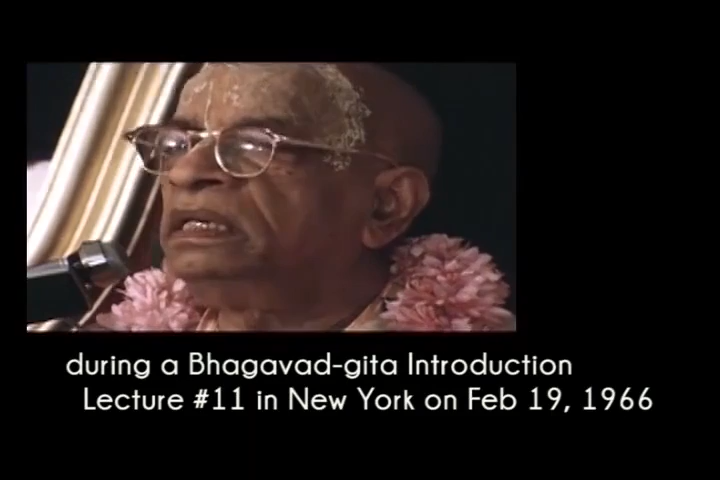 during a Bhagavad-gita Introduction
Lecture #11 in New York on Feb 19, 1966